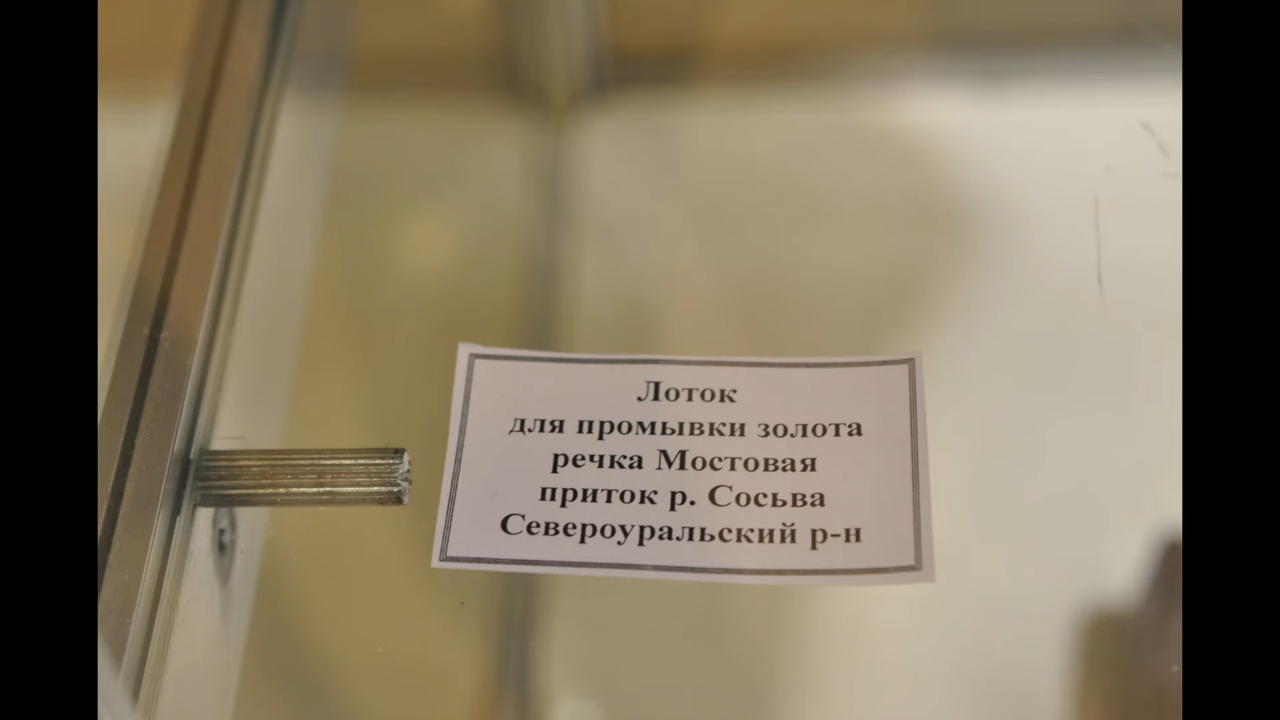 Лоток
для промывки золота
речка Мостовая
приток р. Сосьва
Североуральский р-н